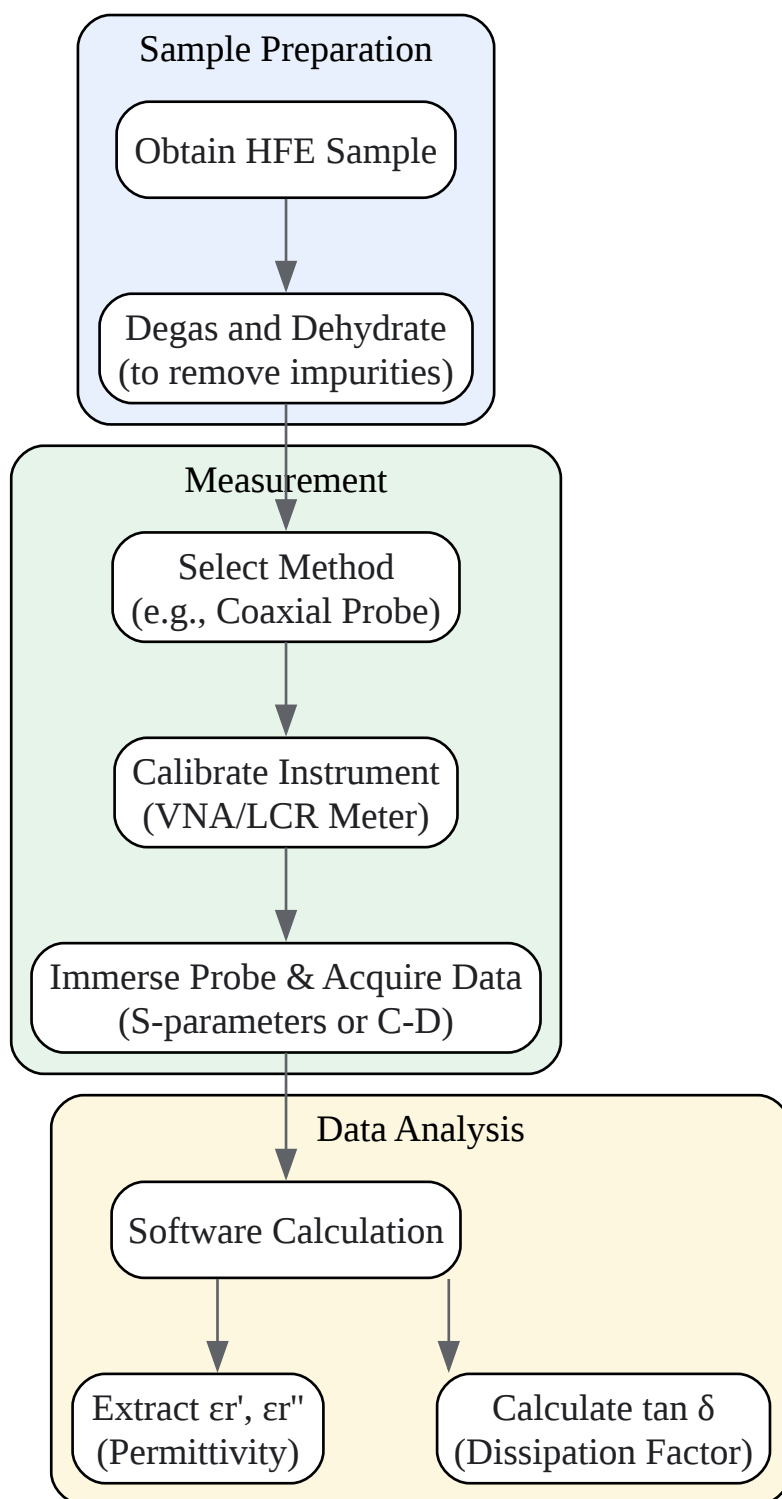 Sample Preparation
Obtain HFE Sample
Degas and Dehydrate
(to remove impurities)
Measurement
Select Method
(e.g., Coaxial Probe)
Calibrate Instrument
(VNA/LCR Meter)
Immerse Probe & Acquire Data
(S-parameters or C-D)
Data Analysis
Software Calculation
Extract εr', εr''
(Permittivity)
Calculate tan δ
(Dissipation Factor)